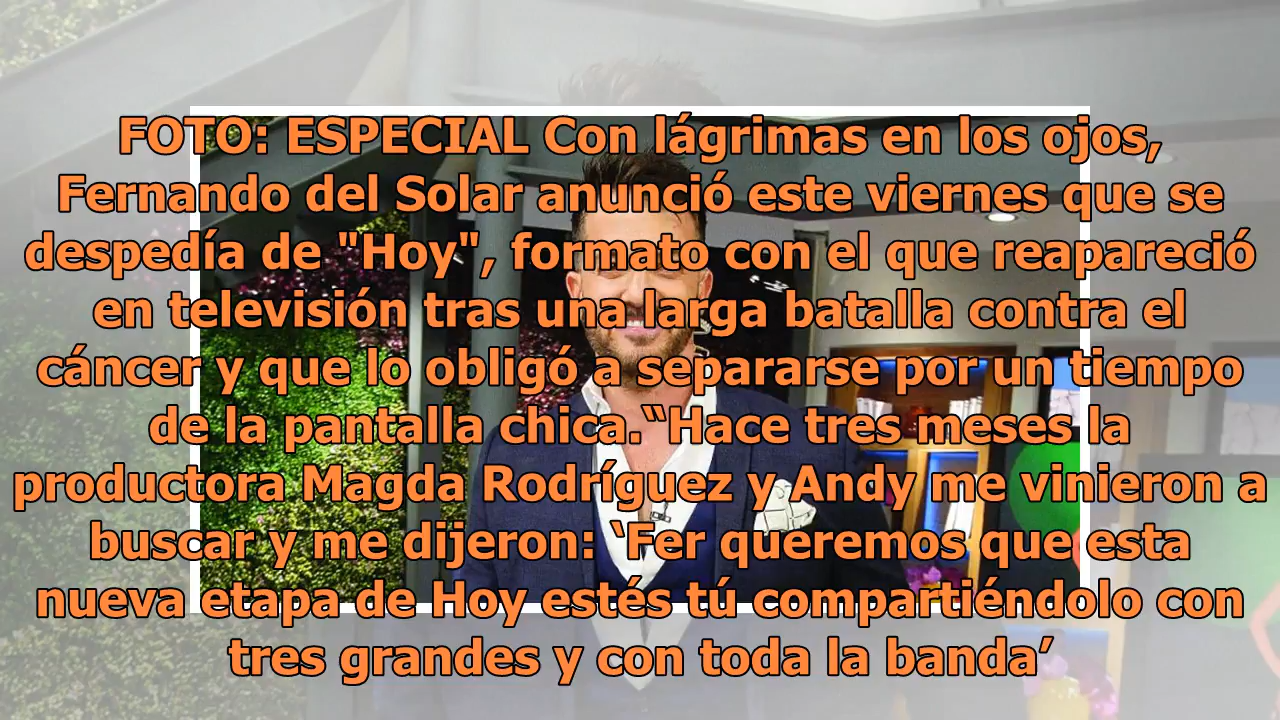 FOTO: ESPECIAL Con lágrimas en los ojos,
Fernando del Solar anunció este viernes que se
despedía de "Hoy", formato con el que reapareció
en televisión tras una larga batalla contra el
cáncer y que lo obligó a separarse por un tiempo
de la pantalla chica.“Hace tres meses la
productora Magda Rodríguez y Andy me vinieron a
buscar y me dijeron: ‘Fer queremos que esta
nueva etapa de Hoy estés tú compartiéndolo con
tres grandes y con toda la banda’